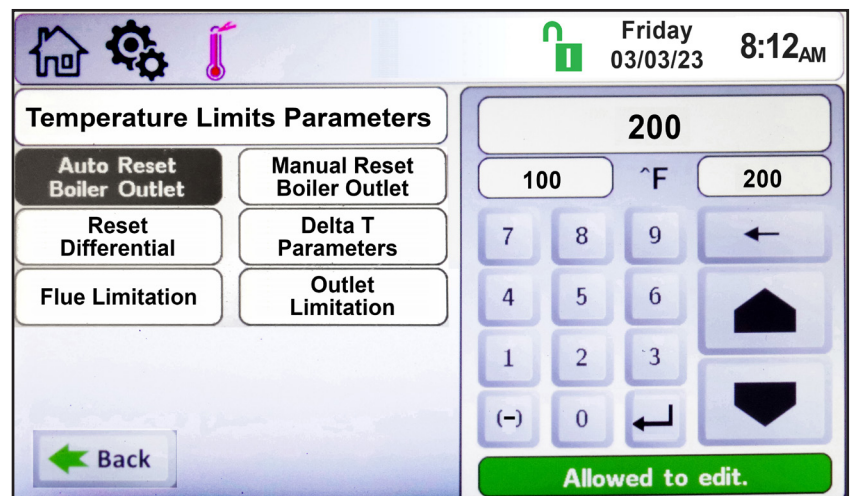 Friday
03/03/23
8:12AM
Temperature Limits Parameters
Auto Reset
Boiler Outlet
Manual Reset
Boiler Outlet
Reset
Differential
Delta T
Parameters
Flue Limitation
Outlet
Limitation
Back
200
100 ^F 200
7 8 9
4 5 6
1 2 3
(-) 0
Allowed to edit.